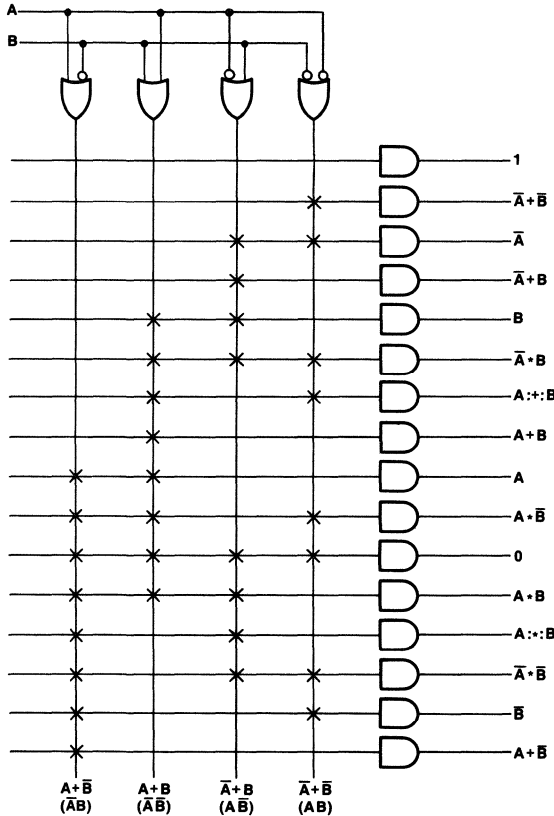 A
B
1
A̅+B̅
A̅
A̅+B
B
A̅*B
A:+:B
A+B
A
A*B̅
0
A*B
A:*:B
A̅*B̅
B̅
A+B̅
A+B̅ A+B A̅+B A̅+B̅
(A̅B) (A̅B̅) (AB̅) (AB)